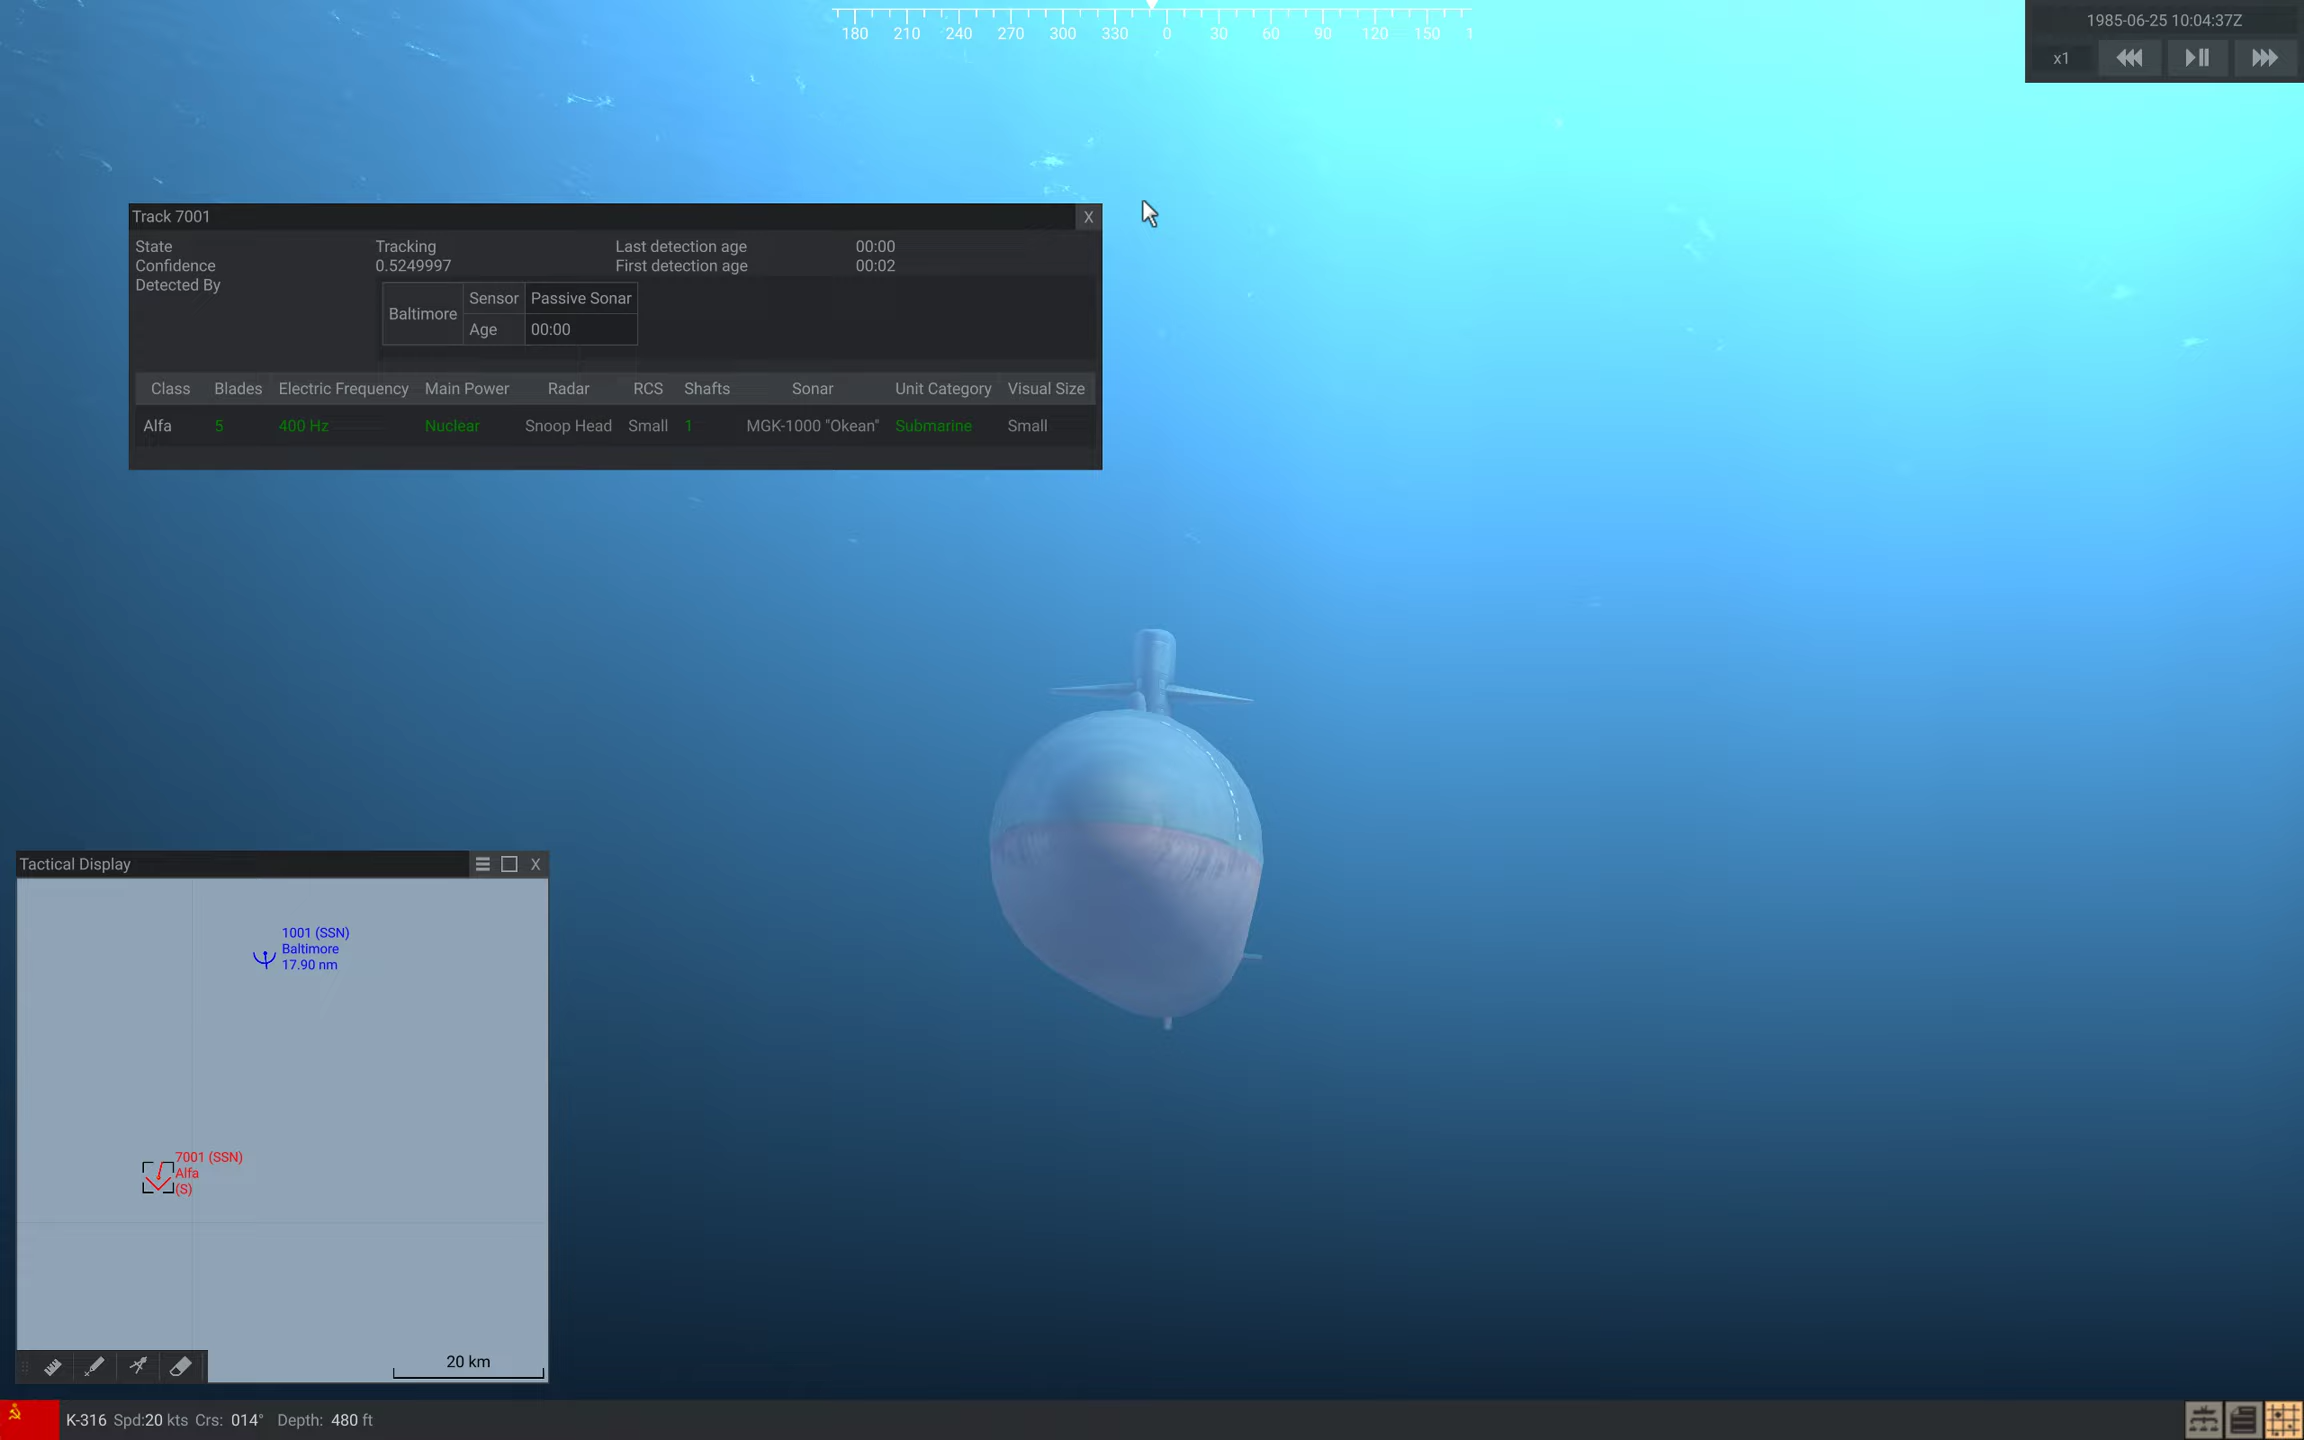 180 210 240 270 300 330 0 30 60 90 120 150 1
1985-06-25 10:04:37Z
x1
Track 7001 X
State Tracking Last detection age 00:00
Confidence 0.5249997 First detection age 00:02
Detected By
Baltimore Sensor Passive Sonar
Age 00:00
Class Blades Electric Frequency Main Power Radar RCS Shafts Sonar Unit Category Visual Size
Alfa 5 400 Hz Nuclear Snoop Head Small 1 MGK-1000 "Okean" Submarine Small
Tactical Display X
1001 (SSN)
Baltimore
17.90 nm
7001 (SSN)
Alfa
(S)
20 km
K-316 Spd:20 kts Crs: 014° Depth: 480 ft